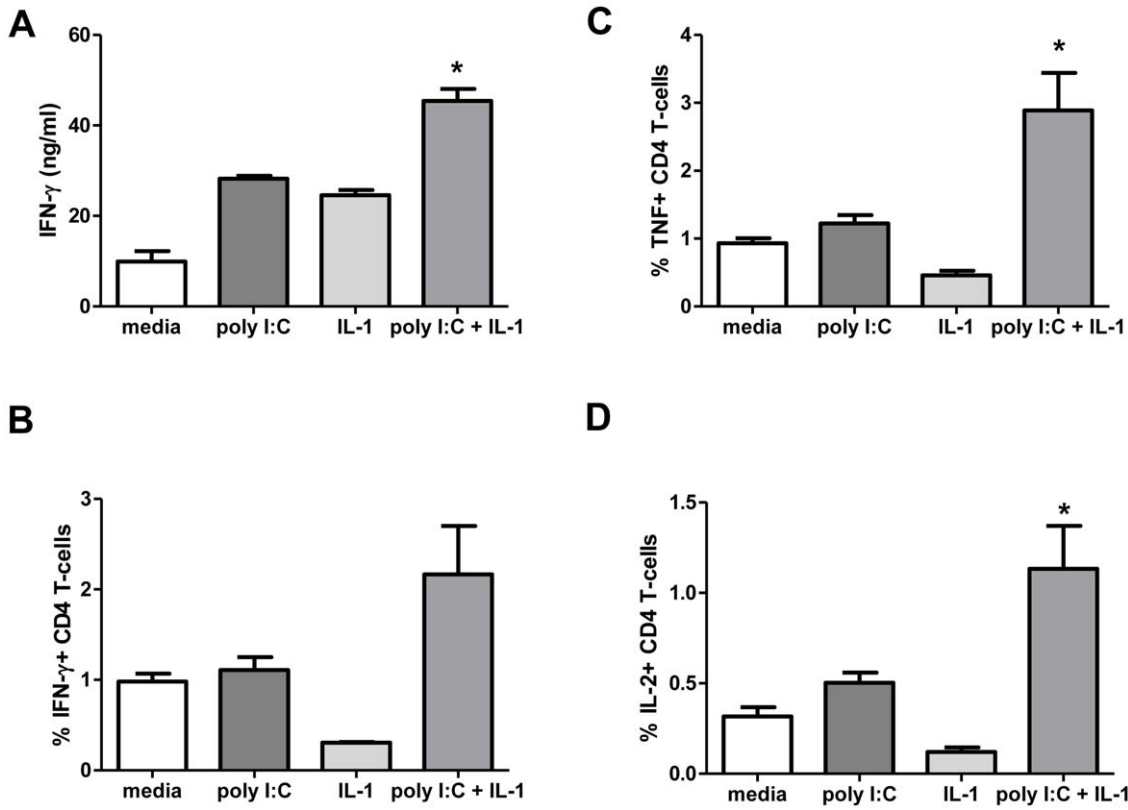 A
IFN-γ (ng/ml)
60
40
20
0
media poly I:C IL-1 poly I:C + IL-1
*
B
% IFN-γ+ CD4 T-cells
3
2
1
0
media poly I:C IL-1 poly I:C + IL-1
C
% TNF+ CD4 T-cells
4
3
2
1
0
media poly I:C IL-1 poly I:C + IL-1
*
D
% IL-2+ CD4 T-cells
1.5
1.0
0.5
0.0
media poly I:C IL-1 poly I:C + IL-1
*